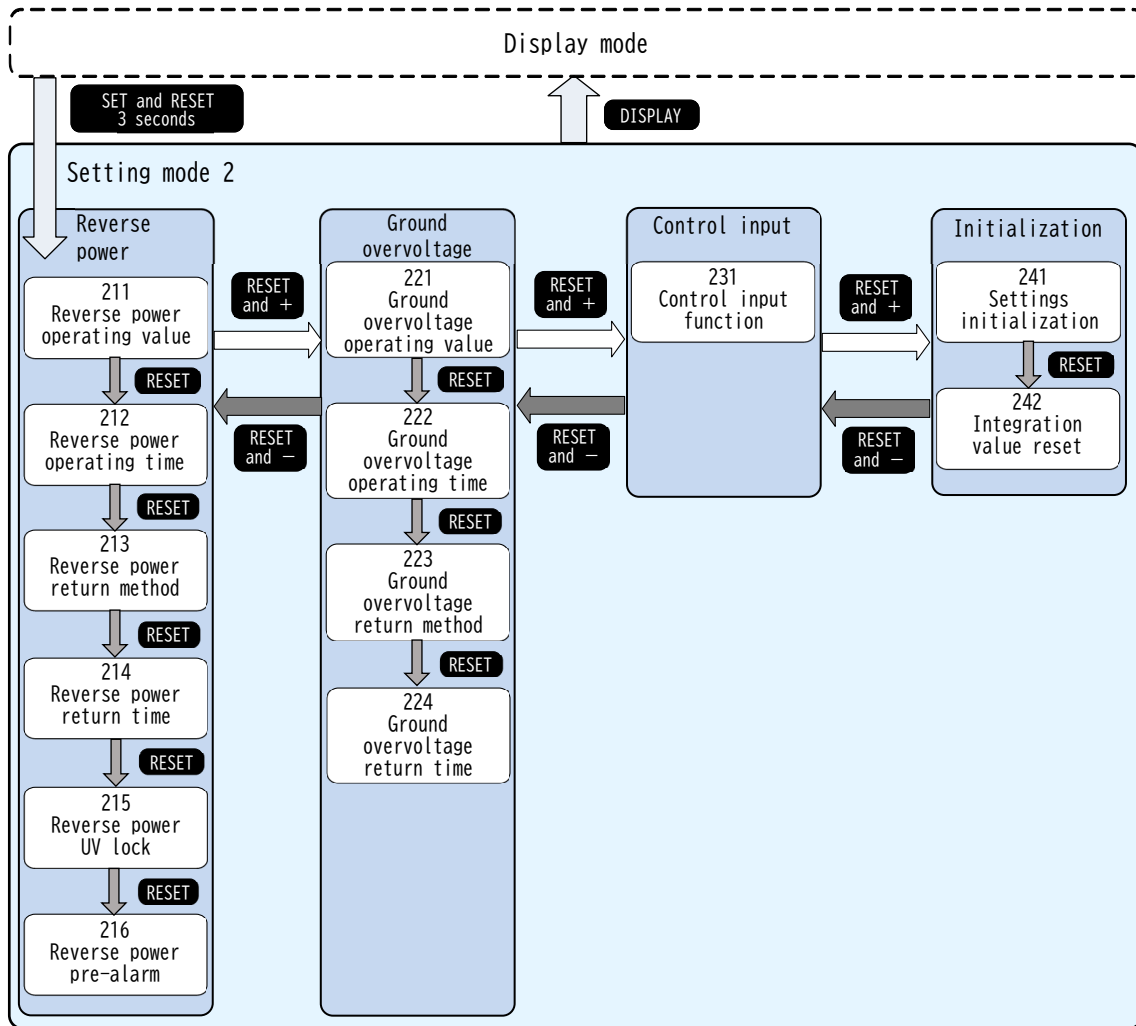 Display mode
SET and RESET
3 seconds
DISPLAY
Setting mode 2
Reverse
power
211
Reverse power
operating value
RESET
212
Reverse power
operating time
RESET
213
Reverse power
return method
RESET
214
Reverse power
return time
RESET
215
Reverse power
UV lock
RESET
216
Reverse power
pre-alarm
RESET
and +
RESET
and −
Ground
overvoltage
221
Ground
overvoltage
operating value
RESET
222
Ground
overvoltage
operating time
RESET
223
Ground
overvoltage
return method
RESET
224
Ground
overvoltage
return time
RESET
and +
RESET
and −
Control input
231
Control input
function
RESET
and +
RESET
and −
Initialization
241
Settings
initialization
RESET
242
Integration
value reset